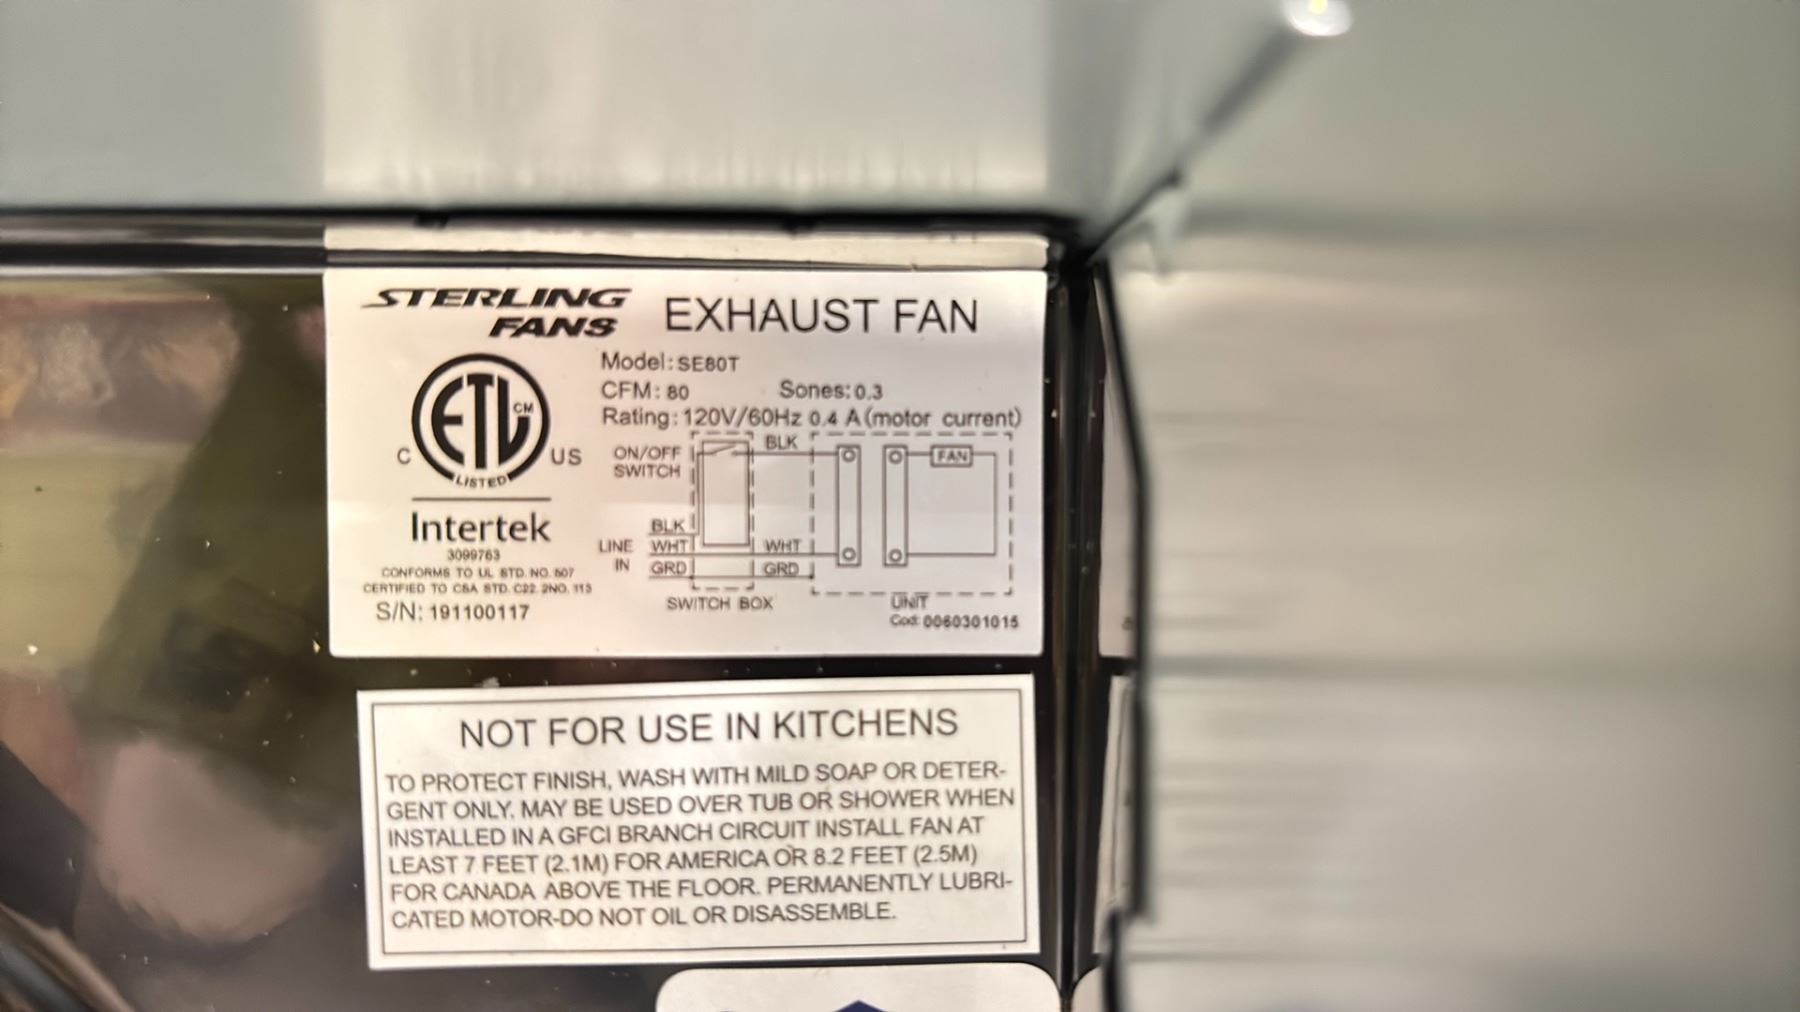 STERLING
FANS
EXHAUST FAN
Model: SE80T
CFM: 80 Sones: 0.3
Rating: 120V/60Hz 0.4 A (motor current)
ETL CM
C US
LISTED
Intertek
3099763
CONFORMS TO UL STD. NO. 507
CERTIFIED TO CSA STD. C22. 2NO. 113
S/N: 191100117
ON/OFF
SWITCH
BLK
FAN
BLK
LINE WHT WHT
IN GRD GRD
SWITCH BOX UNIT
Cod: 0060301015
NOT FOR USE IN KITCHENS
TO PROTECT FINISH, WASH WITH MILD SOAP OR DETER-
GENT ONLY. MAY BE USED OVER TUB OR SHOWER WHEN
INSTALLED IN A GFCI BRANCH CIRCUIT INSTALL FAN AT
LEAST 7 FEET (2.1M) FOR AMERICA OR 8.2 FEET (2.5M)
FOR CANADA ABOVE THE FLOOR. PERMANENTLY LUBRI-
CATED MOTOR-DO NOT OIL OR DISASSEMBLE.